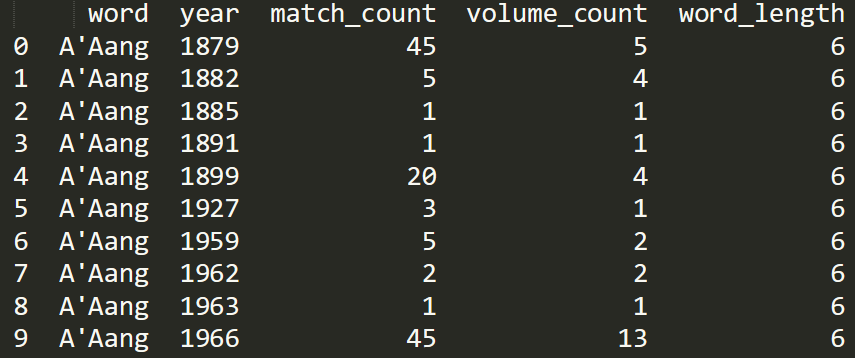 word year match_count volume_count word_length
0 A'Aang 1879 45 5 6
1 A'Aang 1882 5 4 6
2 A'Aang 1885 1 1 6
3 A'Aang 1891 1 1 6
4 A'Aang 1899 20 4 6
5 A'Aang 1927 3 1 6
6 A'Aang 1959 5 2 6
7 A'Aang 1962 2 2 6
8 A'Aang 1963 1 1 6
9 A'Aang 1966 45 13 6